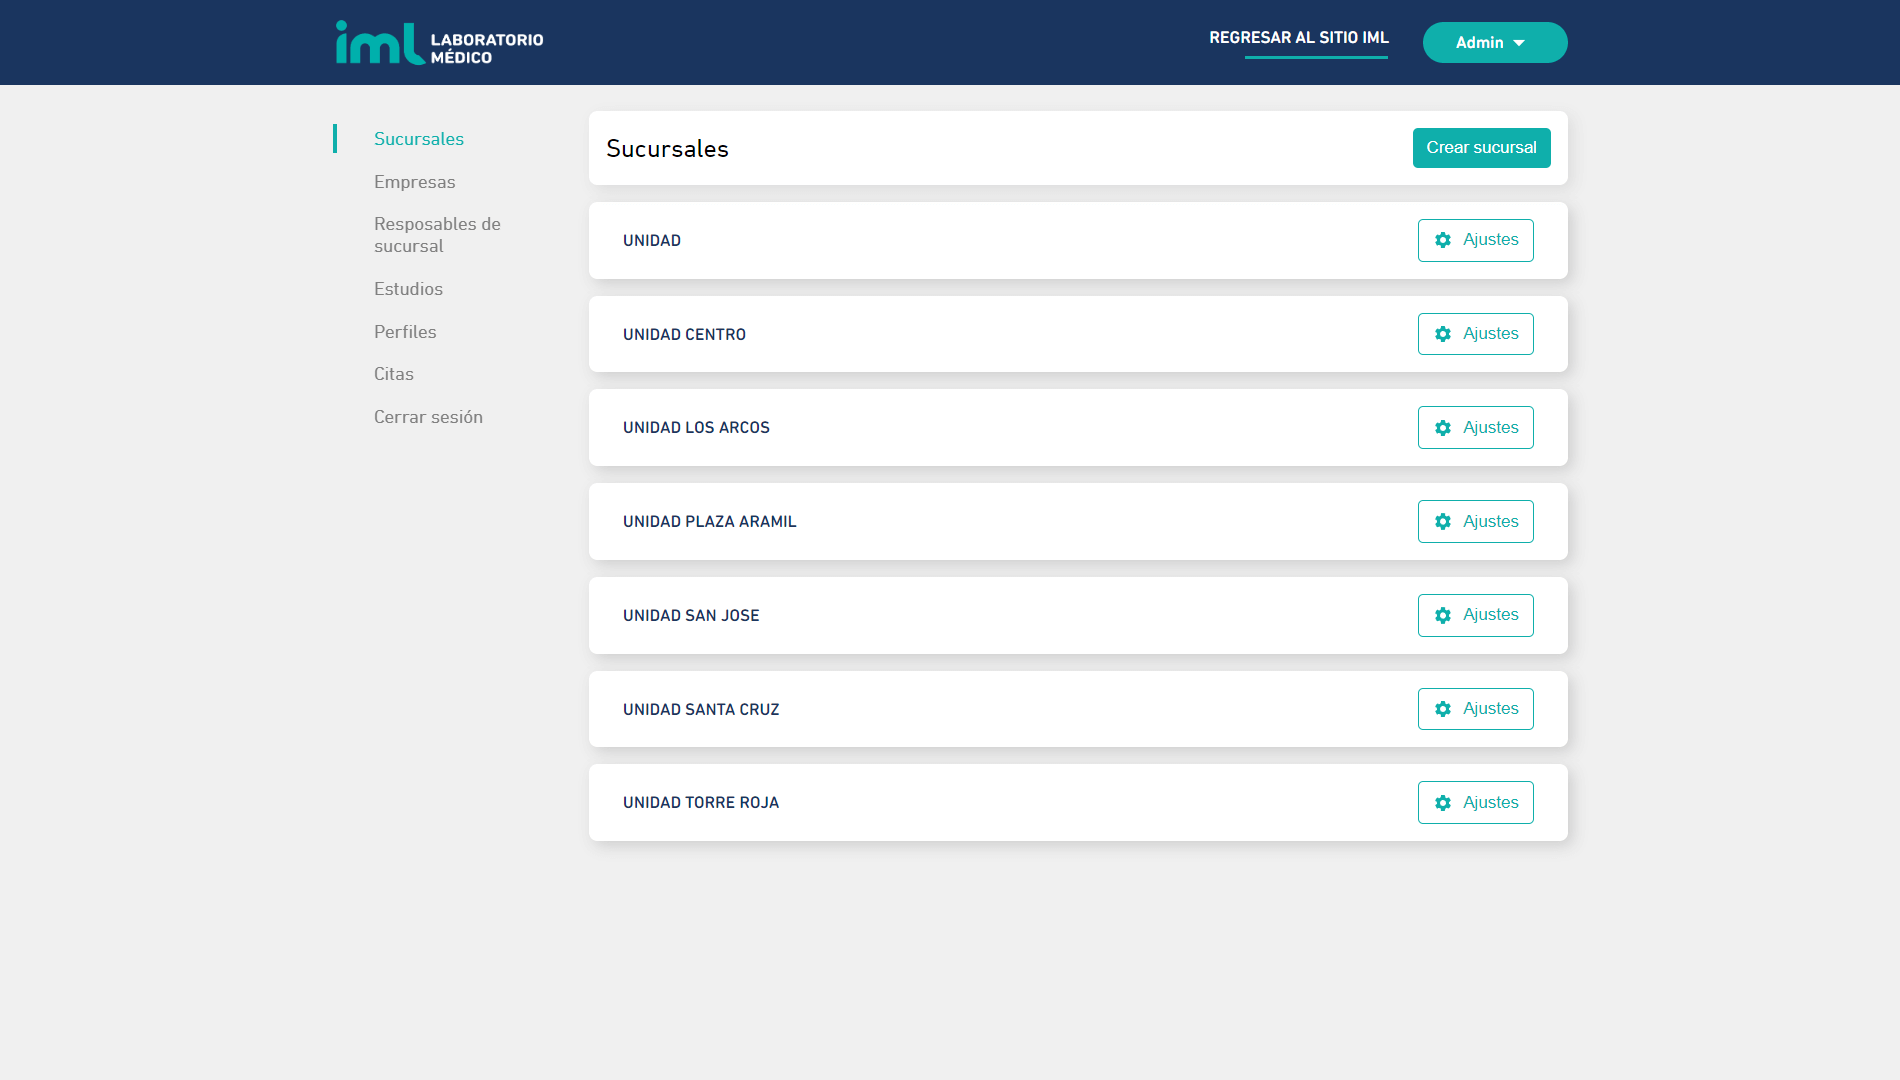 iml LABORATORIO
MÉDICO
REGRESAR AL SITIO IML
Admin
Sucursales
Empresas
Resposables de
sucursal
Estudios
Perfiles
Citas
Cerrar sesión
Sucursales
Crear sucursal
UNIDAD
Ajustes
UNIDAD CENTRO
Ajustes
UNIDAD LOS ARCOS
Ajustes
UNIDAD PLAZA ARAMIL
Ajustes
UNIDAD SAN JOSE
Ajustes
UNIDAD SANTA CRUZ
Ajustes
UNIDAD TORRE ROJA
Ajustes